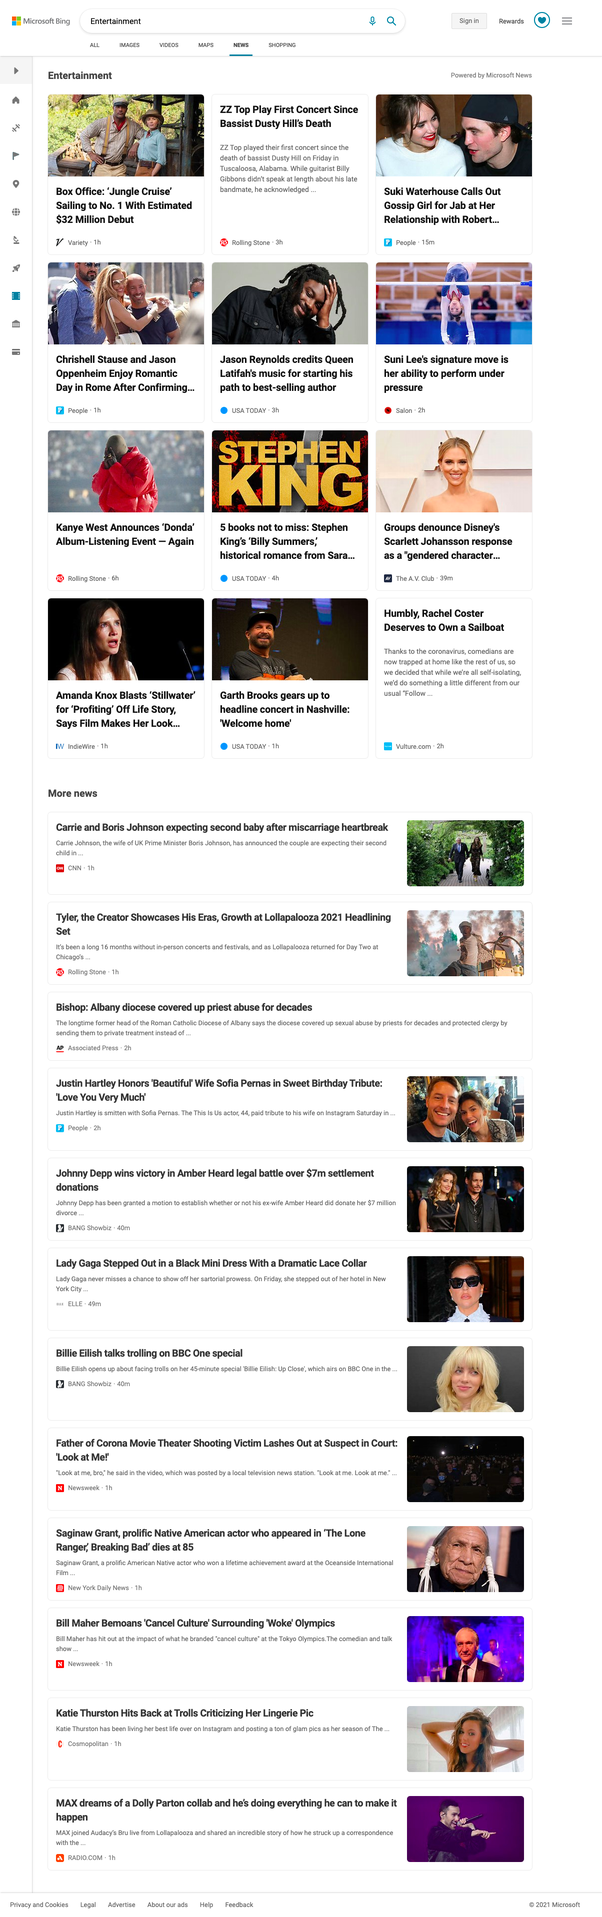 Microsoft Bing
Entertainment
Sign in
Rewards
ALL
IMAGES
VIDEOS
MAPS
NEWS
SHOPPING
Entertainment
Powered by Microsoft News
Box Office: ‘Jungle Cruise’
Sailing to No. 1 With Estimated
$32 Million Debut
Variety · 1h
ZZ Top Play First Concert Since
Bassist Dusty Hill's Death
ZZ Top played their first concert since the
death of bassist Dusty Hill on Friday in
Tuscaloosa, Alabama. While guitarist Billy
Gibbons didn't speak at length about his late
bandmate, he acknowledged ...
Rolling Stone · 3h
Suki Waterhouse Calls Out
Gossip Girl for Jab at Her
Relationship with Robert...
People · 15m
Chrishell Stause and Jason
Oppenheim Enjoy Romantic
Day in Rome After Confirming...
People · 1h
Jason Reynolds credits Queen
Latifah's music for starting his
path to best-selling author
USA TODAY · 3h
Suni Lee's signature move is
her ability to perform under
pressure
Salon · 2h
Kanye West Announces ‘Donda’
Album-Listening Event — Again
Rolling Stone · 6h
STEPHEN
KING
5 books not to miss: Stephen
King's ‘Billy Summers,’
historical romance from Sara...
USA TODAY · 4h
Groups denounce Disney's
Scarlett Johansson response
as a "gendered character...
The A.V. Club · 39m
Amanda Knox Blasts ‘Stillwater’
for ‘Profiting’ Off Life Story,
Says Film Makes Her Look...
IndieWire · 1h
Garth Brooks gears up to
headline concert in Nashville:
'Welcome home'
USA TODAY · 1h
Humbly, Rachel Coster
Deserves to Own a Sailboat
Thanks to the coronavirus, comedians are
now trapped at home like the rest of us, so
we decided that while we're all self-isolating,
we'd do something a little different from our
usual "Follow ...
Vulture.com · 2h
More news
Carrie and Boris Johnson expecting second baby after miscarriage heartbreak
Carrie Johnson, the wife of UK Prime Minister Boris Johnson, has announced the couple are expecting their second
child in ...
CNN · 1h
Tyler, the Creator Showcases His Eras, Growth at Lollapalooza 2021 Headlining
Set
It's been a long 16 months without in-person concerts and festivals, and as Lollapalooza returned for Day Two at
Chicago's ...
Rolling Stone · 1h
Bishop: Albany diocese covered up priest abuse for decades
The longtime former head of the Roman Catholic Diocese of Albany says the diocese covered up sexual abuse by priests for decades and protected clergy by
sending them to private treatment instead of ...
AP Associated Press · 2h
Justin Hartley Honors 'Beautiful' Wife Sofia Pernas in Sweet Birthday Tribute:
'Love You Very Much'
Justin Hartley is smitten with Sofia Pernas. The This Is Us actor, 44, paid tribute to his wife on Instagram Saturday in ...
People · 2h
Johnny Depp wins victory in Amber Heard legal battle over $7m settlement
donations
Johnny Depp has been granted a motion to establish whether or not his ex-wife Amber Heard did donate her $7 million
divorce ...
BANG Showbiz · 40m
Lady Gaga Stepped Out in a Black Mini Dress With a Dramatic Lace Collar
Lady Gaga never misses a chance to show off her sartorial prowess. On Friday, she stepped out of her hotel in New
York City ...
ELLE · 49m
Billie Eilish talks trolling on BBC One special
Billie Eilish opens up about facing trolls on her 45-minute special 'Billie Eilish: Up Close', which airs on BBC One in the ...
BANG Showbiz · 40m
Father of Corona Movie Theater Shooting Victim Lashes Out at Suspect in Court:
'Look at Me!'
"Look at me, bro," he said in the video, which was posted by a local television news station. "Look at me. Look at me." ...
Newsweek · 1h
Saginaw Grant, prolific Native American actor who appeared in ‘The Lone
Ranger,’ Breaking Bad’ dies at 85
Saginaw Grant, a prolific American Native actor who won a lifetime achievement award at the Oceanside International
Film ...
New York Daily News · 1h
Bill Maher Bemoans 'Cancel Culture' Surrounding 'Woke' Olympics
Bill Maher has hit out at the impact of what he branded "cancel culture" at the Tokyo Olympics.The comedian and talk
show ...
Newsweek · 1h
Katie Thurston Hits Back at Trolls Criticizing Her Lingerie Pic
Katie Thurston has been living her best life over on Instagram and posting a ton of glam pics as her season of The ...
Cosmopolitan · 1h
MAX dreams of a Dolly Parton collab and he's doing everything he can to make it
happen
MAX joined Audacy's Bru live from Lollapalooza and shared an incredible story of how he struck up a correspondence
with the ...
RADIO.COM · 1h
Privacy and Cookies
Legal
Advertise
About our ads
Help
Feedback
© 2021 Microsoft